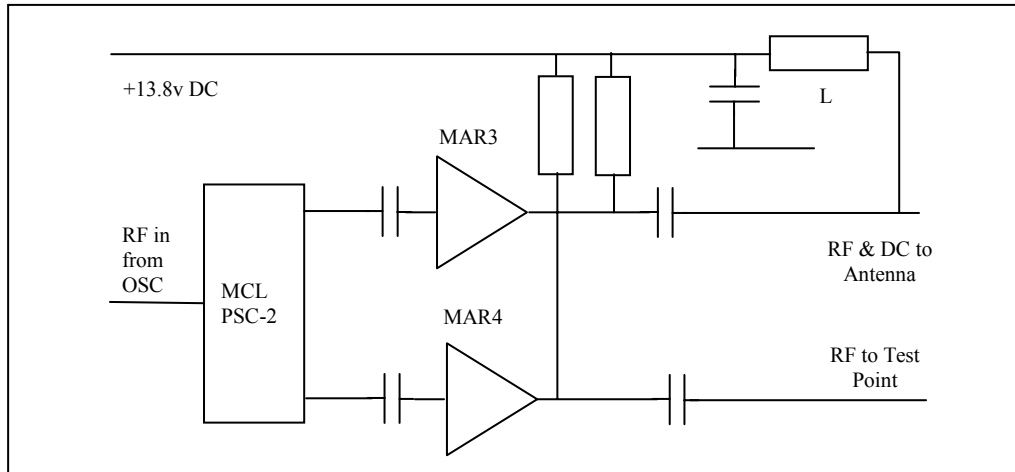 +13.8v DC
L
MAR3
RF in
from
OSC
MCL
PSC-2
RF & DC to
Antenna
MAR4
RF to Test
Point